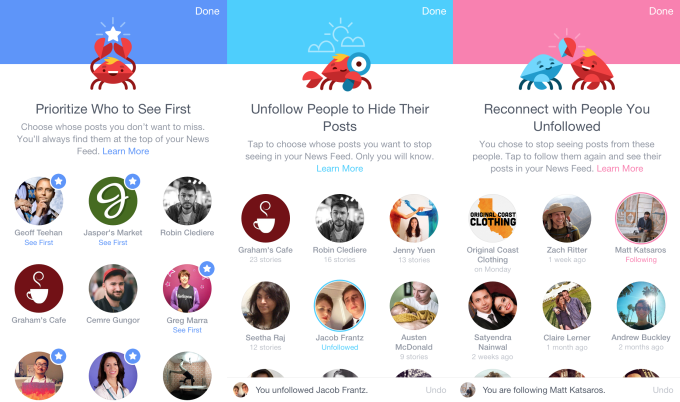 Done
Prioritize Who to See First
Choose whose posts you don't want to miss.
You'll always find them at the top of your News
Feed. Learn More
Geoff Teehan
See First
Jasper's Market
See First
Robin Clediere
Graham's Cafe
Cemre Gungor
Greg Marra
See First
Done
Unfollow People to Hide Their
Posts
Tap to choose whose posts you want to stop
seeing in your News Feed. Only you will know.
Learn More
Graham's Cafe
23 stories
Robin Clediere
16 stories
Jenny Yuen
13 stories
Seetha Raj
12 stories
Jacob Frantz
Unfollowed
Austen
McDonald
9 stories
You unfollowed Jacob Frantz.
Undo
Done
Reconnect with People You
Unfollowed
You chose to stop seeing posts from these
people. Tap to follow them again and see their
posts in your News Feed. Learn More
ORIGINAL COAST
CLOTHING
Original Coast
Clothing
on Monday
Zach Ritter
1 week ago
Matt Katsaros
Following
Satyendra
Nainwal
2 weeks ago
Claire Lerner
1 month ago
Andrew Buckley
2 months ago
You are following Matt Katsaros.
Undo